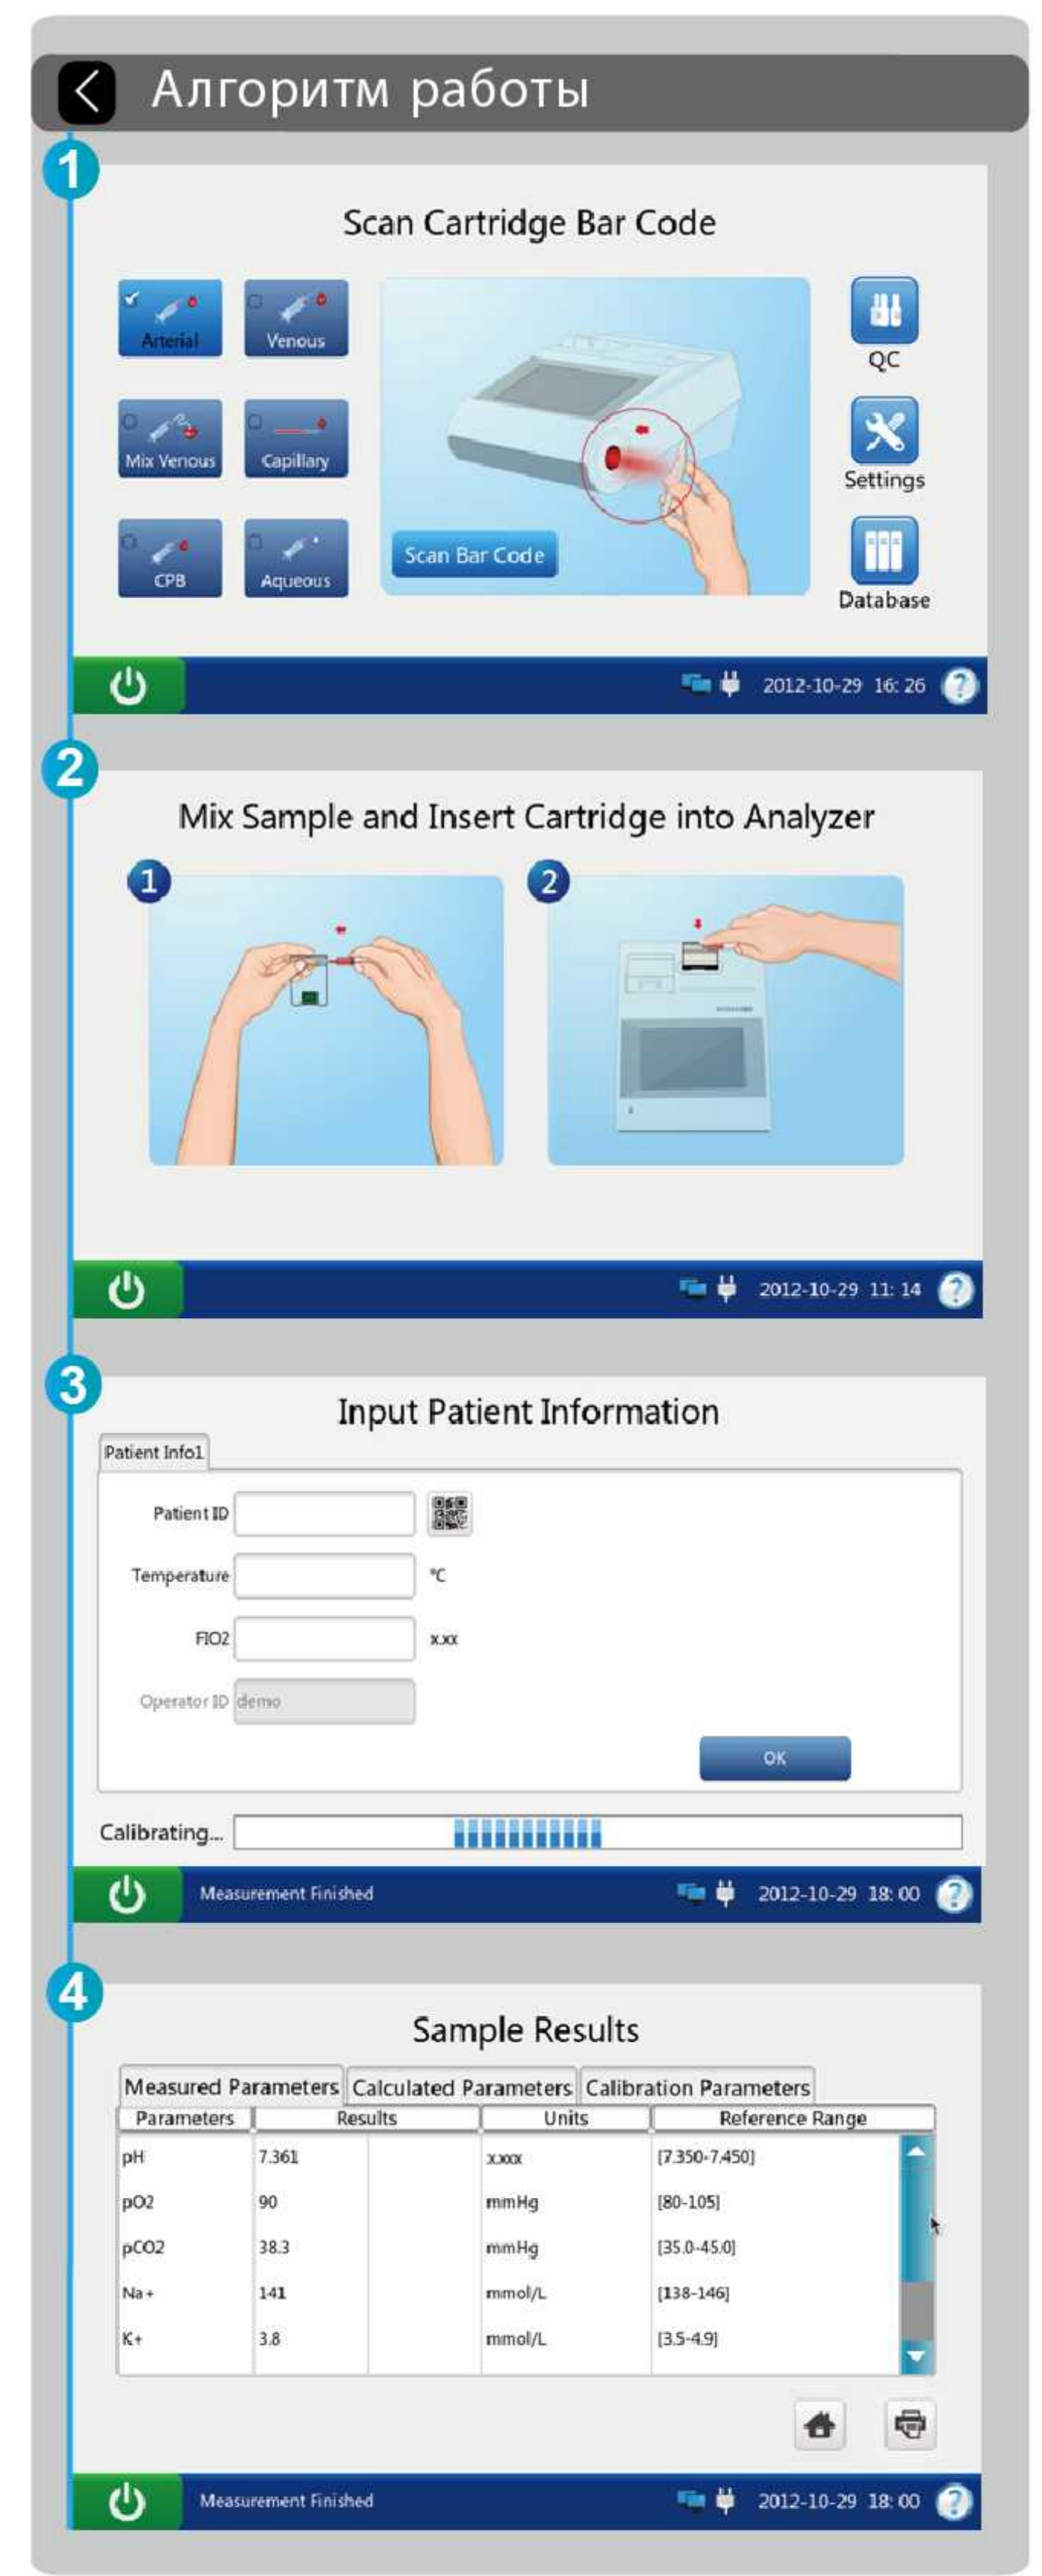 Алгоритм работы
1
Scan Cartridge Bar Code
Arterial
Venous
QC
Mix Venous
Capillary
Settings
Scan Bar Code
CPB
Aqueous
Database
2012-10-29 16:26
2
Mix Sample and Insert Cartridge into Analyzer
1
2
2012-10-29 11:14
3
Input Patient Information
Patient Info1
Patient ID
Temperature °C
FIO2 x.xx
Operator ID demo
OK
Calibrating...
Measurement Finished 2012-10-29 18:00
4
Sample Results
Measured Parameters Calculated Parameters Calibration Parameters
Parameters Results Units Reference Range
pH 7.361 x.xxx [7.350-7.450]
pO2 90 mmHg [80-105]
pCO2 38.3 mmHg [35.0-45.0]
Na+ 141 mmol/L [138-146]
K+ 3.8 mmol/L [3.5-4.9]
Measurement Finished 2012-10-29 18:00